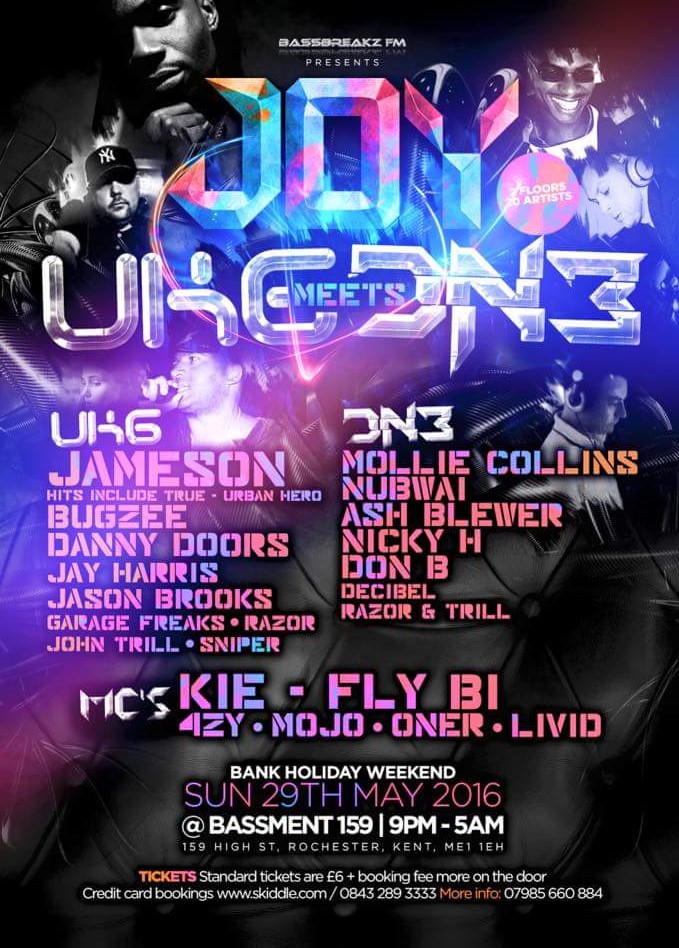 BASSBREAKZ FM
PRESENTS
JOY
FLOORS
20 ARTISTS
UKG MEETS DNB
UKG
JAMESON
HITS INCLUDE TRUE - URBAN HERO
BUGZEE
DANNY DOORS
JAY HARRIS
JASON BROOKS
GARAGE FREAKS • RAZOR
JOHN TRILL • SNIPER
DNB
MOLLIE COLLINS
NUBWAI
ASH BLEWER
NICKY H
DON B
DECIBEL
RAZOR & TRILL
MC'S KIE - FLY BI
4ZY • MOJO • ONER • LIVID
BANK HOLIDAY WEEKEND
SUN 29TH MAY 2016
@ BASSMENT 159 | 9PM - 5AM
159 HIGH ST, ROCHESTER, KENT, ME1 1EH
TICKETS Standard tickets are £6 + booking fee more on the door
Credit card bookings www.skiddle.com / 0843 289 3333 More info: 07985 660 884